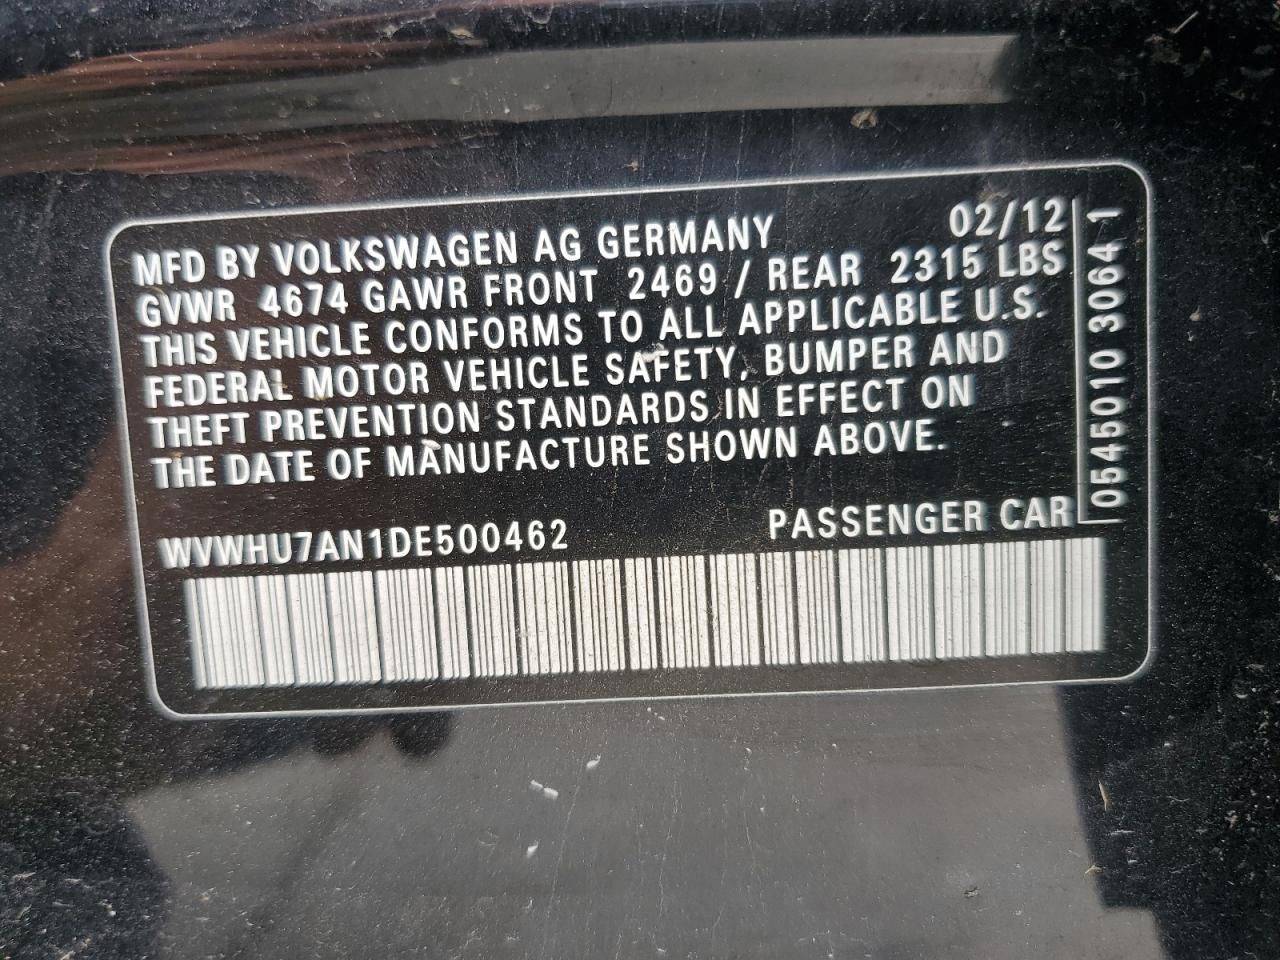 MFD BY VOLKSWAGEN AG GERMANY 02/12
GVWR 4674 GAWR FRONT 2469 / REAR 2315 LBS
THIS VEHICLE CONFORMS TO ALL APPLICABLE U.S.
FEDERAL MOTOR VEHICLE SAFETY, BUMPER AND
THEFT PREVENTION STANDARDS IN EFFECT ON
THE DATE OF MANUFACTURE SHOWN ABOVE.
WVWHU7AN1DE500462 PASSENGER CAR
0545010 3064 1